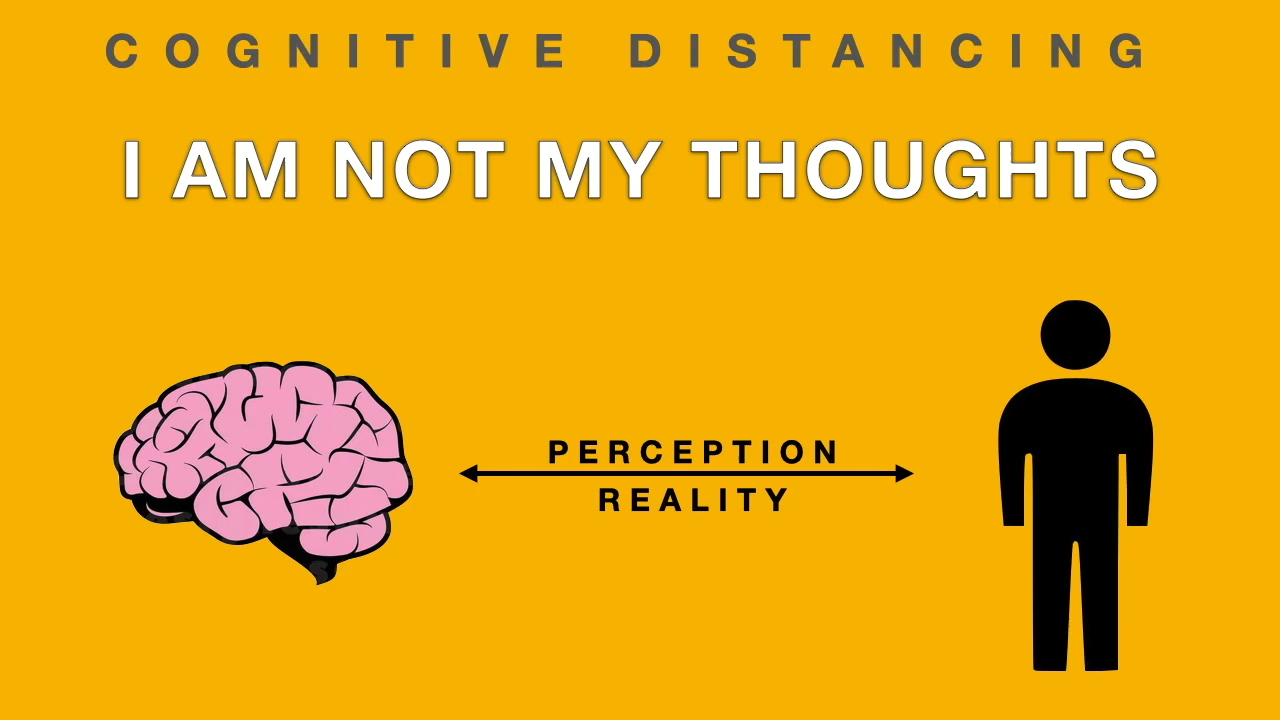 COGNITIVE DISTANCING
I AM NOT MY THOUGHTS
PERCEPTION
REALITY